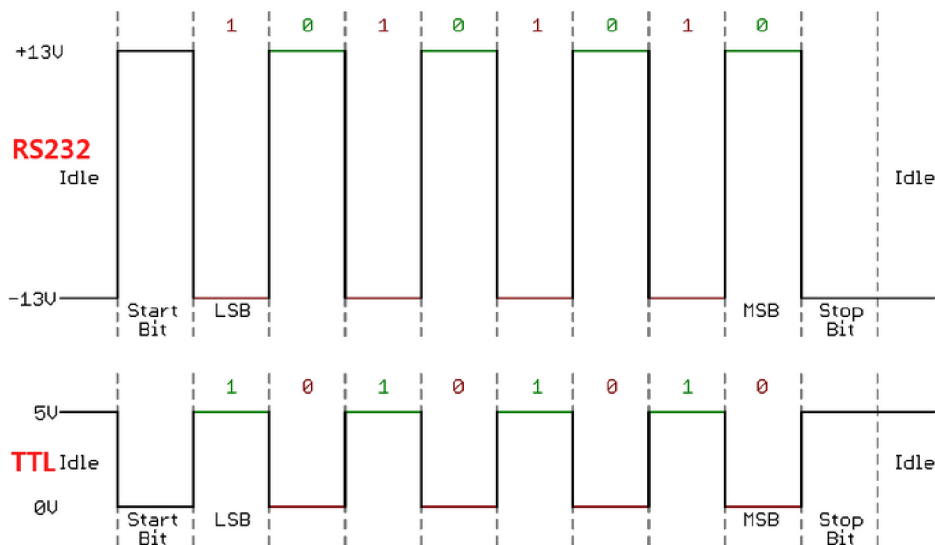 1 0 1 0 1 0 1 0
+13V
RS232
Idle Idle
-13V
Start LSB MSB Stop
Bit Bit
1 0 1 0 1 0 1 0
5V
TTL Idle Idle
0V
Start LSB MSB Stop
Bit Bit